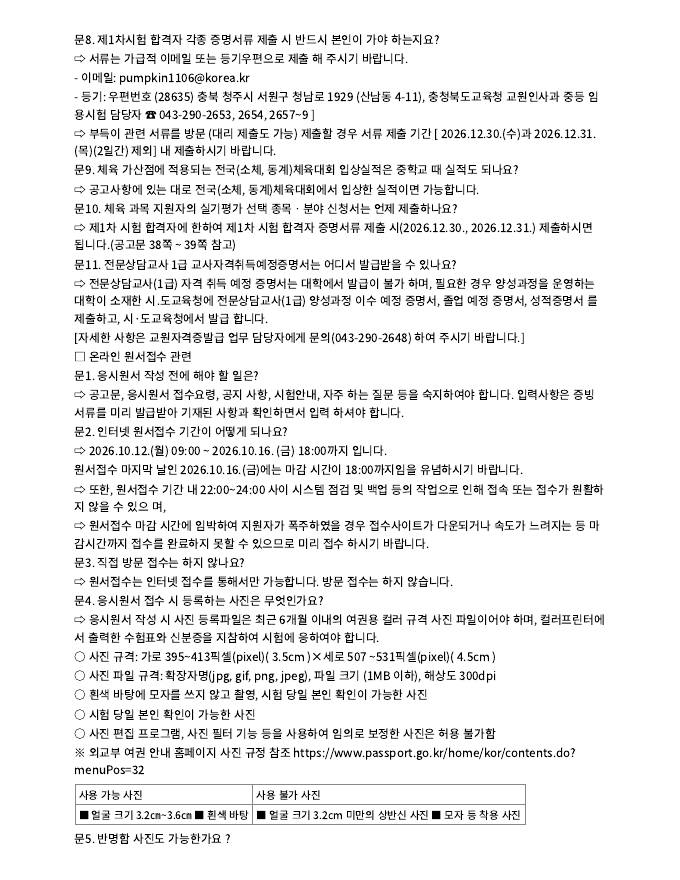 문8. 제1차시험 합격자 각종 증명서류 제출 시 반드시 본인이 가야 하는지요?
⇨ 서류는 가급적 이메일 또는 등기우편으로 제출 해 주시기 바랍니다.
- 이메일: pumpkin1106@korea.kr
- 등기: 우편번호 (28635) 충북 청주시 서원구 청남로 1929 (산남동 4-11), 충청북도교육청 교원인사과 중등 임
용시험 담당자 ☎ 043-290-2653, 2654, 2657~9 ]
⇨ 부득이 관련 서류를 방문 (대리 제출도 가능) 제출할 경우 서류 제출 기간 [ 2026.12.30.(수)과 2026.12.31.
(목)(2일간) 제외] 내 제출하시기 바랍니다.
문9. 체육 가산점에 적용되는 전국(소체, 동계)체육대회 입상실적은 중학교 때 실적도 되나요?
⇨ 공고사항에 있는 대로 전국(소체, 동계)체육대회에서 입상한 실적이면 가능합니다.
문10. 체육 과목 지원자의 실기평가 선택 종목 · 분야 신청서는 언제 제출하나요?
⇨ 제1차 시험 합격자에 한하여 제1차 시험 합격자 증명서류 제출 시(2026.12.30., 2026.12.31.) 제출하시면
됩니다.(공고문 38쪽 ~ 39쪽 참고)
문11. 전문상담교사 1급 교사자격취득예정증명서는 어디서 발급받을 수 있나요?
⇨ 전문상담교사(1급) 자격 취득 예정 증명서는 대학에서 발급이 불가 하며, 필요한 경우 양성과정을 운영하는
대학이 소재한 시.도교육청에 전문상담교사(1급) 양성과정 이수 예정 증명서, 졸업 예정 증명서, 성적증명서 를
제출하고, 시·도교육청에서 발급 합니다.
[자세한 사항은 교원자격증발급 업무 담당자에게 문의(043-290-2648) 하여 주시기 바랍니다.]
□ 온라인 원서접수 관련
문1. 응시원서 작성 전에 해야 할 일은?
⇨ 공고문, 응시원서 접수요령, 공지 사항, 시험안내, 자주 하는 질문 등을 숙지하여야 합니다. 입력사항은 증빙
서류를 미리 발급받아 기재된 사항과 확인하면서 입력 하셔야 합니다.
문2. 인터넷 원서접수 기간이 어떻게 되나요?
⇨ 2026.10.12.(월) 09:00 ~ 2026.10.16. (금) 18:00까지 입니다.
원서접수 마지막 날인 2026.10.16.(금)에는 마감 시간이 18:00까지임을 유념하시기 바랍니다.
⇨ 또한, 원서접수 기간 내 22:00~24:00 사이 시스템 점검 및 백업 등의 작업으로 인해 접속 또는 접수가 원활하
지 않을 수 있으 며,
⇨ 원서접수 마감 시간에 임박하여 지원자가 폭주하였을 경우 접수사이트가 다운되거나 속도가 느려지는 등 마
감시간까지 접수를 완료하지 못할 수 있으므로 미리 접수 하시기 바랍니다.
문3. 직접 방문 접수는 하지 않나요?
⇨ 원서접수는 인터넷 접수를 통해서만 가능합니다. 방문 접수는 하지 않습니다.
문4. 응시원서 접수 시 등록하는 사진은 무엇인가요?
⇨ 응시원서 작성 시 사진 등록파일은 최근 6개월 이내의 여권용 컬러 규격 사진 파일이어야 하며, 컬러프린터에
서 출력한 수험표와 신분증을 지참하여 시험에 응하여야 합니다.
○ 사진 규격: 가로 395~413픽셀(pixel)( 3.5cm )×세로 507 ~531픽셀(pixel)( 4.5cm )
○ 사진 파일 규격: 확장자명(jpg, gif, png, jpeg), 파일 크기 (1MB 이하), 해상도 300dpi
○ 흰색 바탕에 모자를 쓰지 않고 촬영, 시험 당일 본인 확인이 가능한 사진
○ 시험 당일 본인 확인이 가능한 사진
○ 사진 편집 프로그램, 사진 필터 기능 등을 사용하여 임의로 보정한 사진은 허용 불가함
※ 외교부 여권 안내 홈페이지 사진 규정 참조 https://www.passport.go.kr/home/kor/contents.do?
menuPos=32
사용 가능 사진 사용 불가 사진
■ 얼굴 크기 3.2㎝~3.6㎝ ■ 흰색 바탕 ■ 얼굴 크기 3.2cm 미만의 상반신 사진 ■ 모자 등 착용 사진
문5. 반명함 사진도 가능한가요 ?